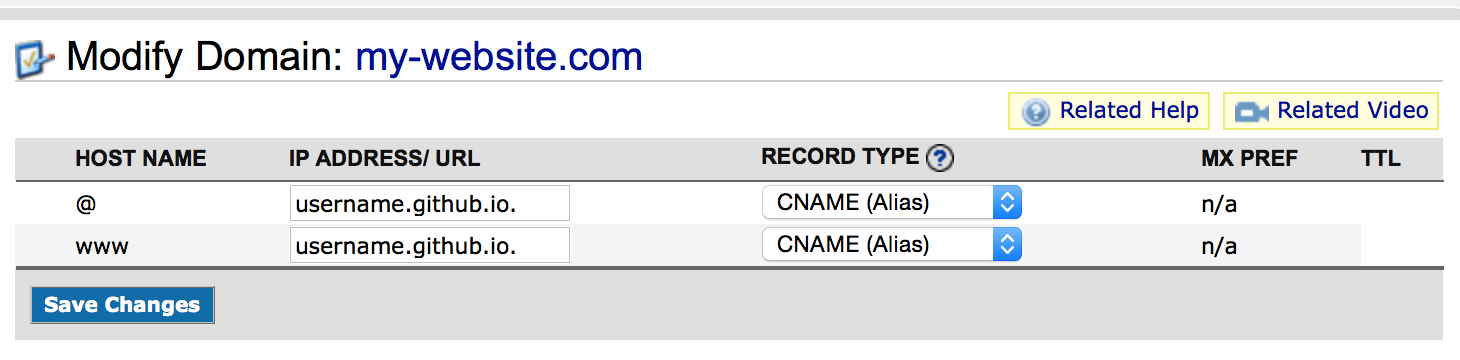 Modify Domain: my-website.com
Related Help Related Video
HOST NAME IP ADDRESS/ URL RECORD TYPE ? MX PREF TTL
@ username.github.io. CNAME (Alias) n/a
www username.github.io. CNAME (Alias) n/a
Save Changes